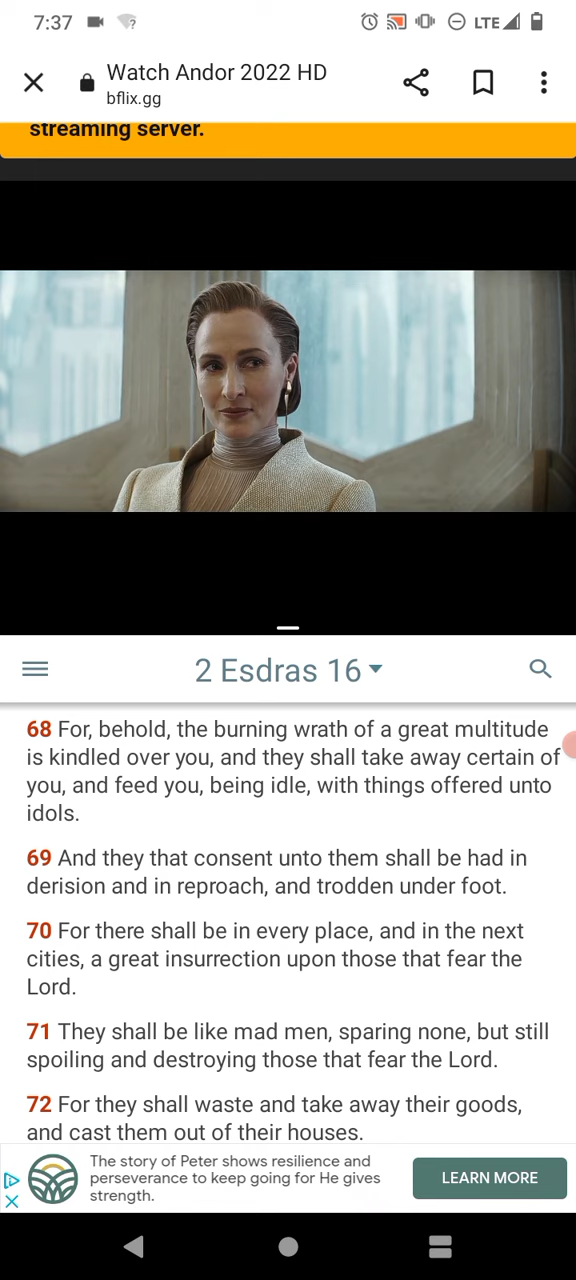 7:37
LTE
Watch Andor 2022 HD
bflix.gg
streaming server.
2 Esdras 16
68 For, behold, the burning wrath of a great multitude
is kindled over you, and they shall take away certain of
you, and feed you, being idle, with things offered unto
idols.
69 And they that consent unto them shall be had in
derision and in reproach, and trodden under foot.
70 For there shall be in every place, and in the next
cities, a great insurrection upon those that fear the
Lord.
71 They shall be like mad men, sparing none, but still
spoiling and destroying those that fear the Lord.
72 For they shall waste and take away their goods,
and cast them out of their houses.
The story of Peter shows resilience and
perseverance to keep going for He gives
strength.
LEARN MORE